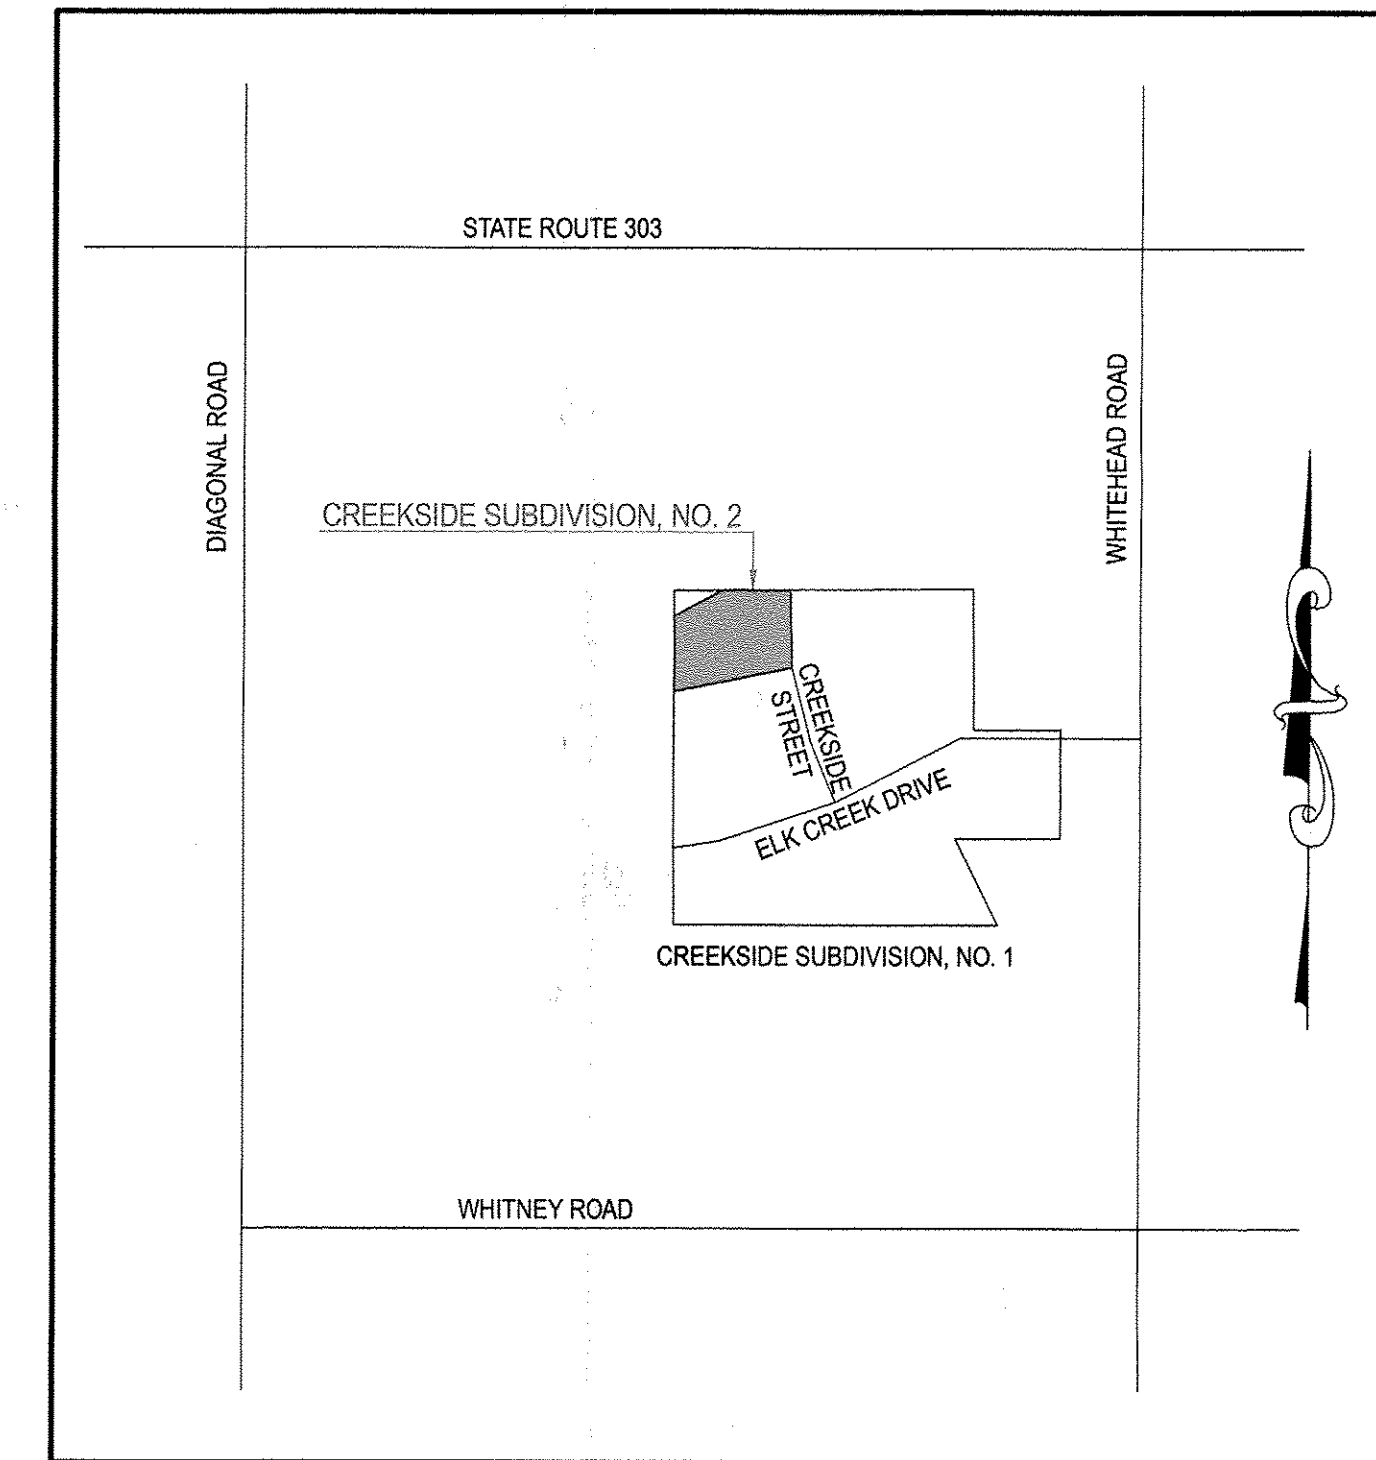 STATE ROUTE 303
DIAGONAL ROAD
WHITEHEAD ROAD
CREEKSIDE SUBDIVISION, NO. 2
CREEKSIDE
STREET
ELK CREEK DRIVE
CREEKSIDE SUBDIVISION, NO. 1
WHITNEY ROAD